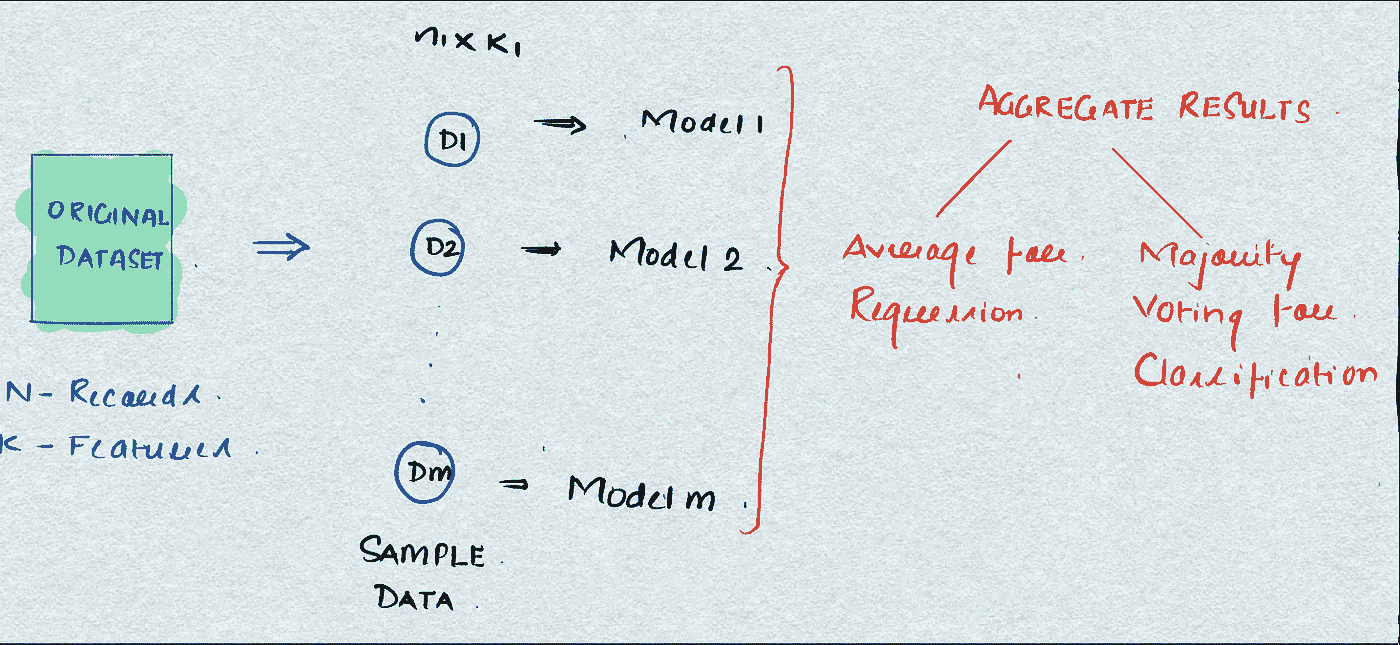 n1 x K1
ORIGINAL
DATASET
N - Records
K - Features
D1
Model 1
D2
Model 2
Dm
Model m
SAMPLE
DATA
AGGREGATE RESULTS
Average for
Regression
Majority
Voting for
Classification